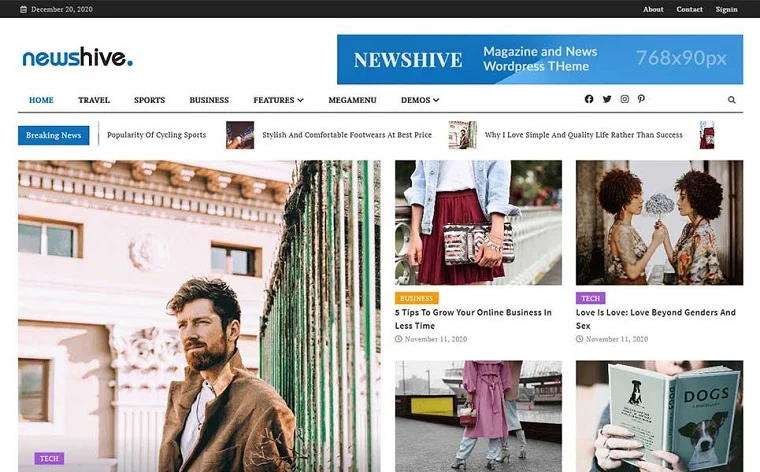 December 20, 2020
About Contact Signin
newshive.
NEWSHIVE
Magazine and News
Wordpress THeme
768x90px
HOME TRAVEL SPORTS BUSINESS FEATURES MEGAMENU DEMOS
Breaking News
Popularity Of Cycling Sports
Stylish And Comfortable Footwears At Best Price
Why I Love Simple And Quality Life Rather Than Success
TECH
BUSINESS
5 Tips To Grow Your Online Business In
Less Time
November 11, 2020
TECH
Love Is Love: Love Beyond Genders And
Sex
November 11, 2020
DOGS